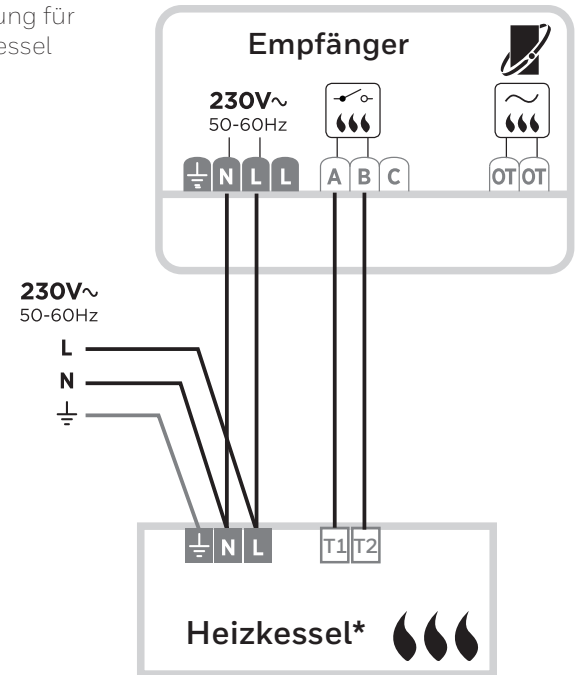 ung für
essel
Empfänger
230V~
50-60Hz
N L L A B C OT OT
230V~
50-60Hz
L
N
N L T1 T2
Heizkessel*